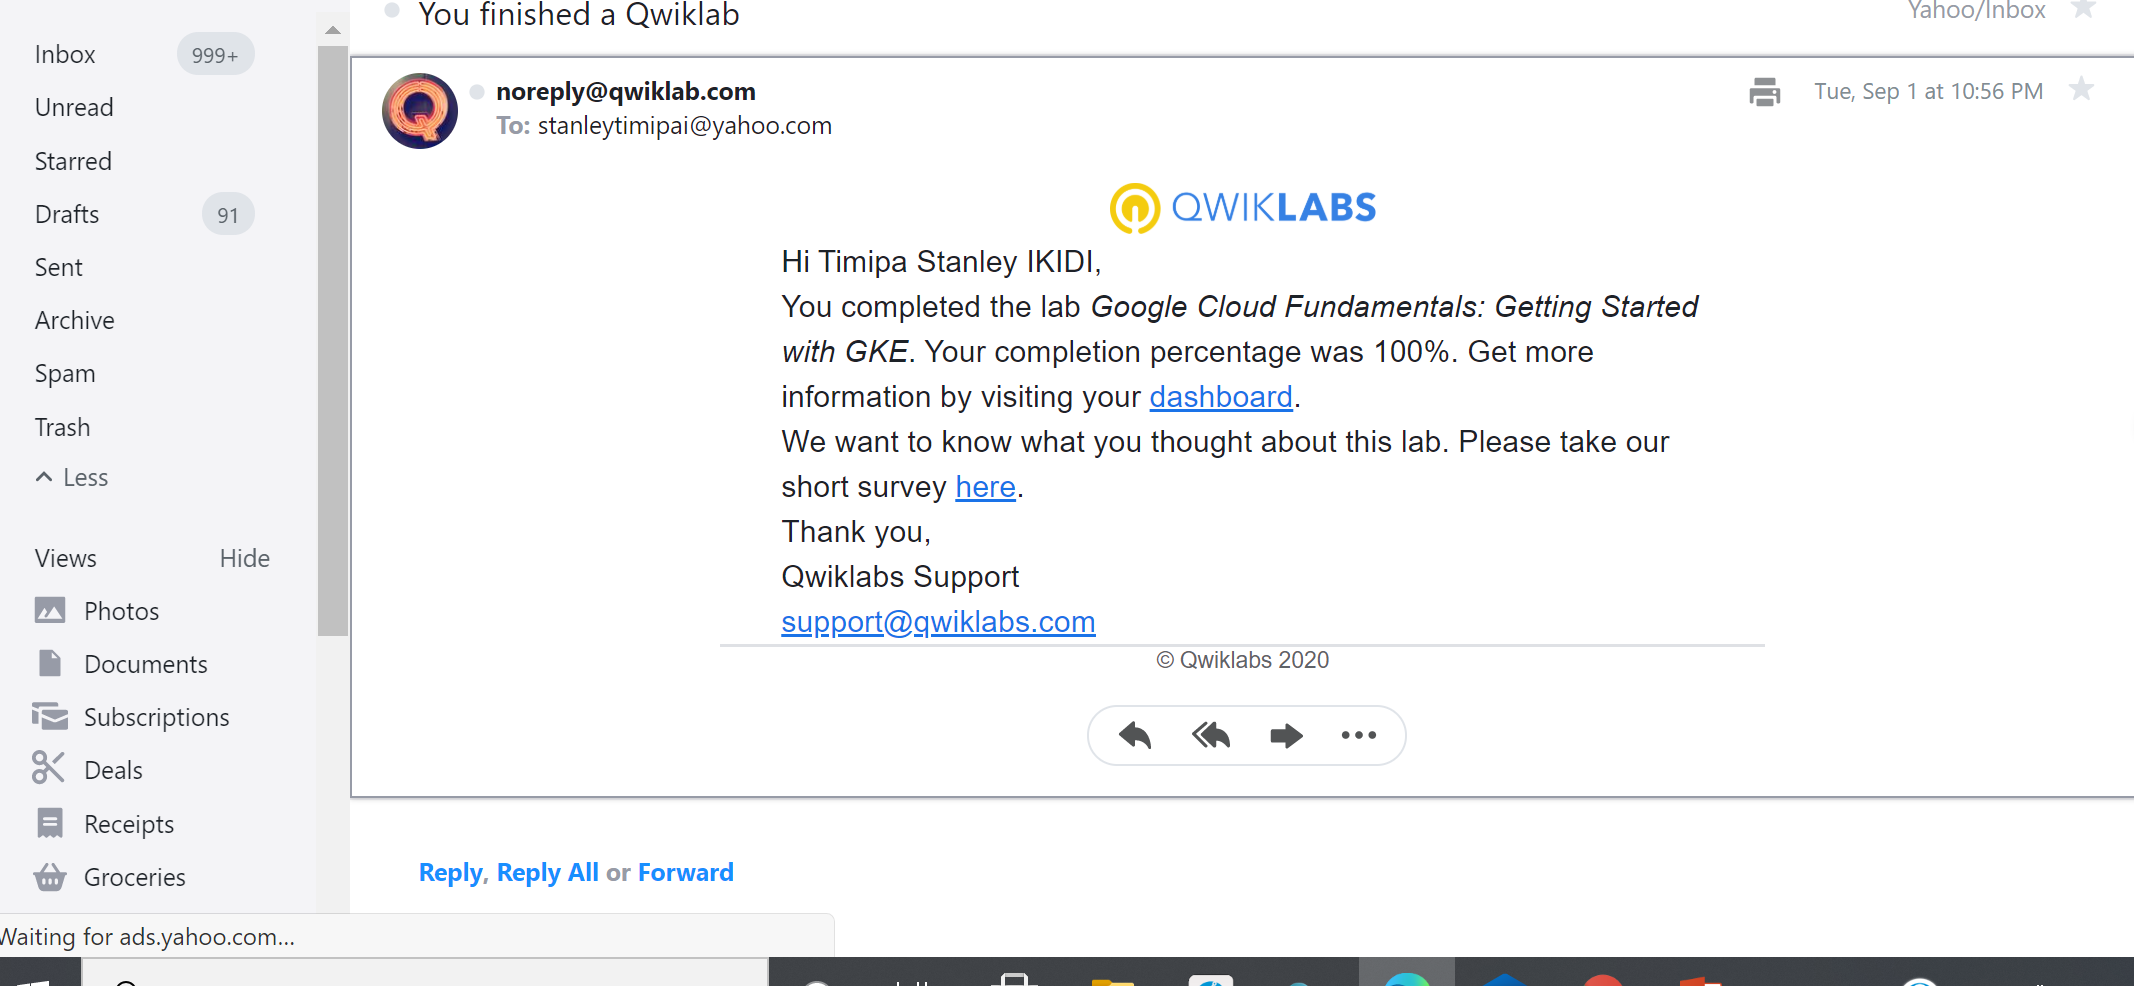 You finished a Qwiklab
Yahoo/Inbox
Inbox 999+
Unread
Starred
Drafts 91
Sent
Archive
Spam
Trash
Less
Views Hide
Photos
Documents
Subscriptions
Deals
Receipts
Groceries
noreply@qwiklab.com
Tue, Sep 1 at 10:56 PM
To: stanleytimipai@yahoo.com
QWIKLABS
Hi Timipa Stanley IKIDI,
You completed the lab Google Cloud Fundamentals: Getting Started
with GKE. Your completion percentage was 100%. Get more
information by visiting your dashboard.
We want to know what you thought about this lab. Please take our
short survey here.
Thank you,
Qwiklabs Support
support@qwiklabs.com
© Qwiklabs 2020
Reply, Reply All or Forward
Waiting for ads.yahoo.com...